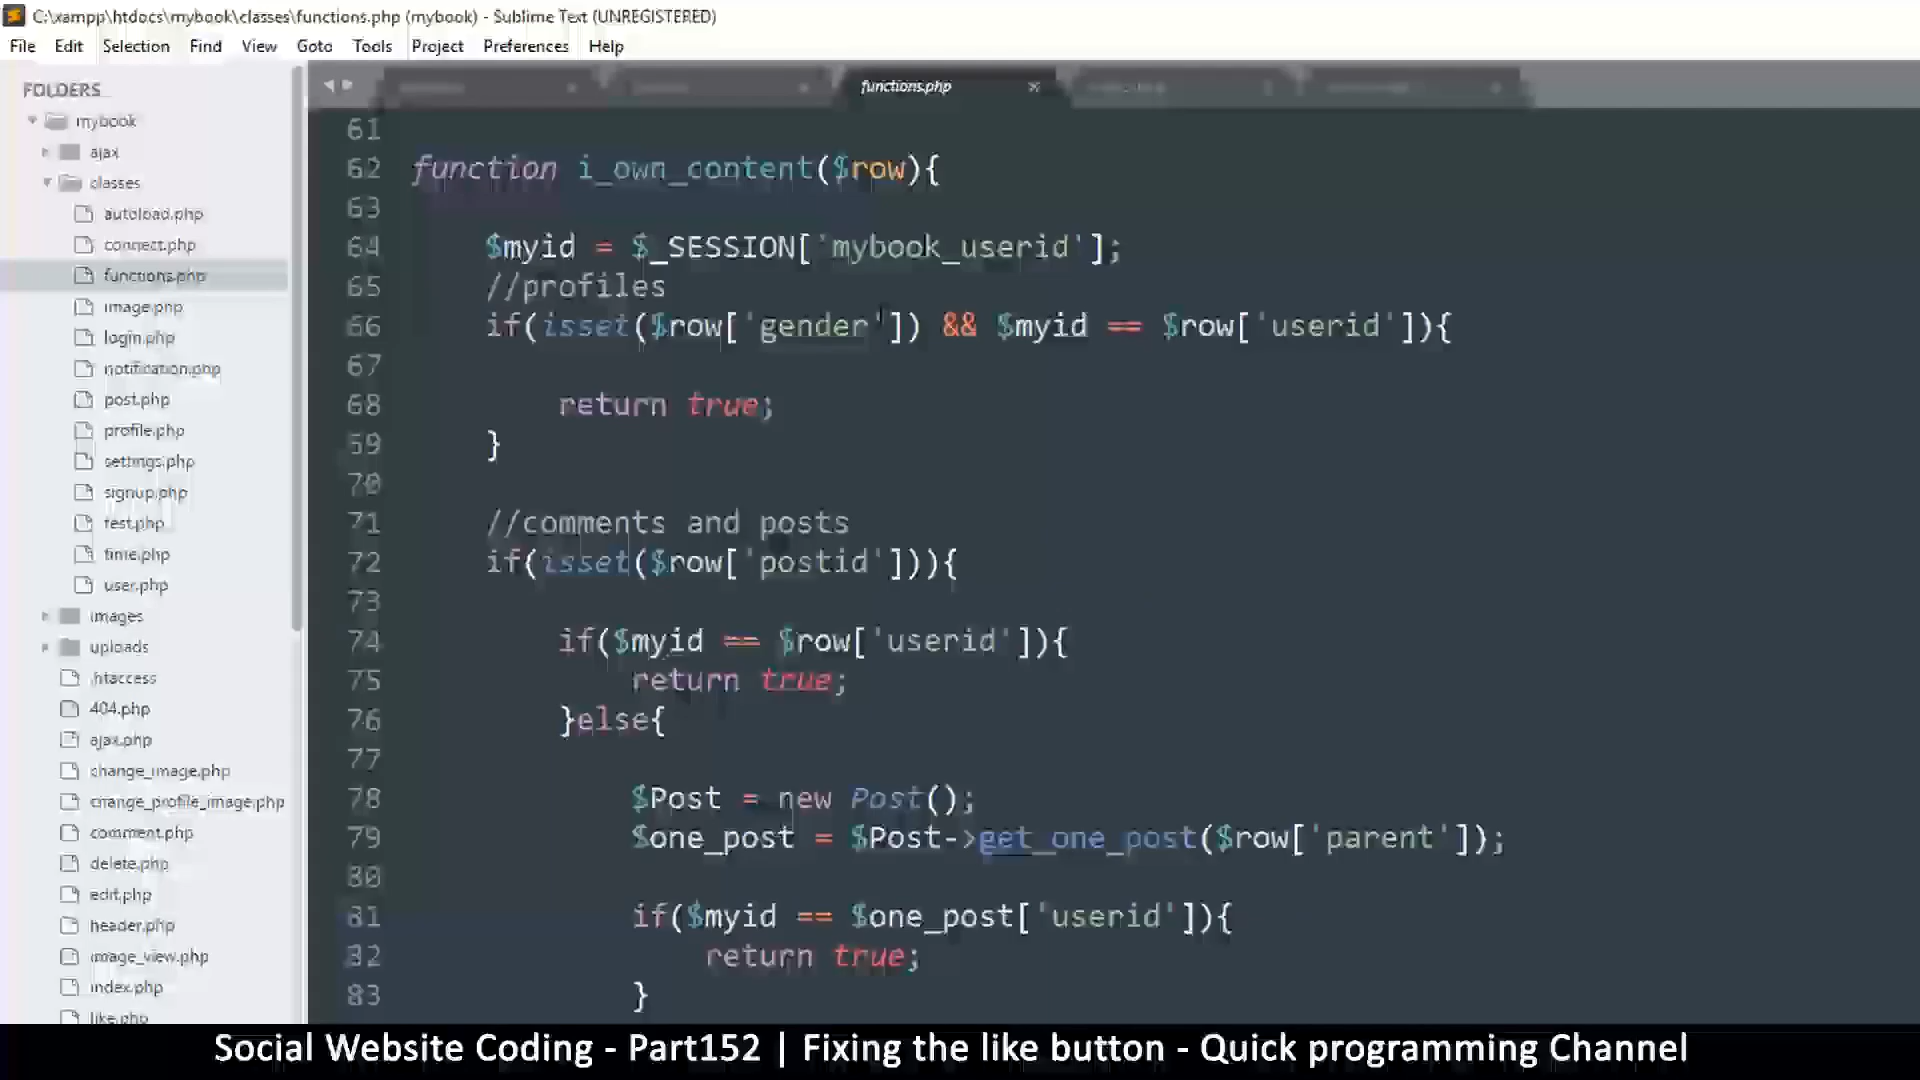 C:\xampp\htdocs\mybook\classes\functions.php (mybook) - Sublime Text (UNREGISTERED)
File Edit Selection Find View Goto Tools Project Preferences Help
FOLDERS
mybook
ajax
classes
autoload.php
connect.php
functions.php
image.php
login.php
notification.php
post.php
profile.php
settings.php
signup.php
test.php
time.php
user.php
images
uploads
.htaccess
404.php
ajax.php
change_image.php
change_profile_image.php
comment.php
delete.php
edit.php
header.php
image_view.php
index.php
like.php
functions.php
61
62 function i_own_content($row){
63
64 $myid = $_SESSION['mybook_userid'];
65 //profiles
66 if(isset($row['gender']) && $myid == $row['userid']){
67
68 return true;
69 }
70
71 //comments and posts
72 if(isset($row['postid'])){
73
74 if($myid == $row['userid']){
75 return true;
76 }else{
77
78 $Post = new Post();
79 $one_post = $Post->get_one_post($row['parent']);
80
81 if($myid == $one_post['userid']){
82 return true;
83 }
Social Website Coding - Part152 | Fixing the like button - Quick programming Channel